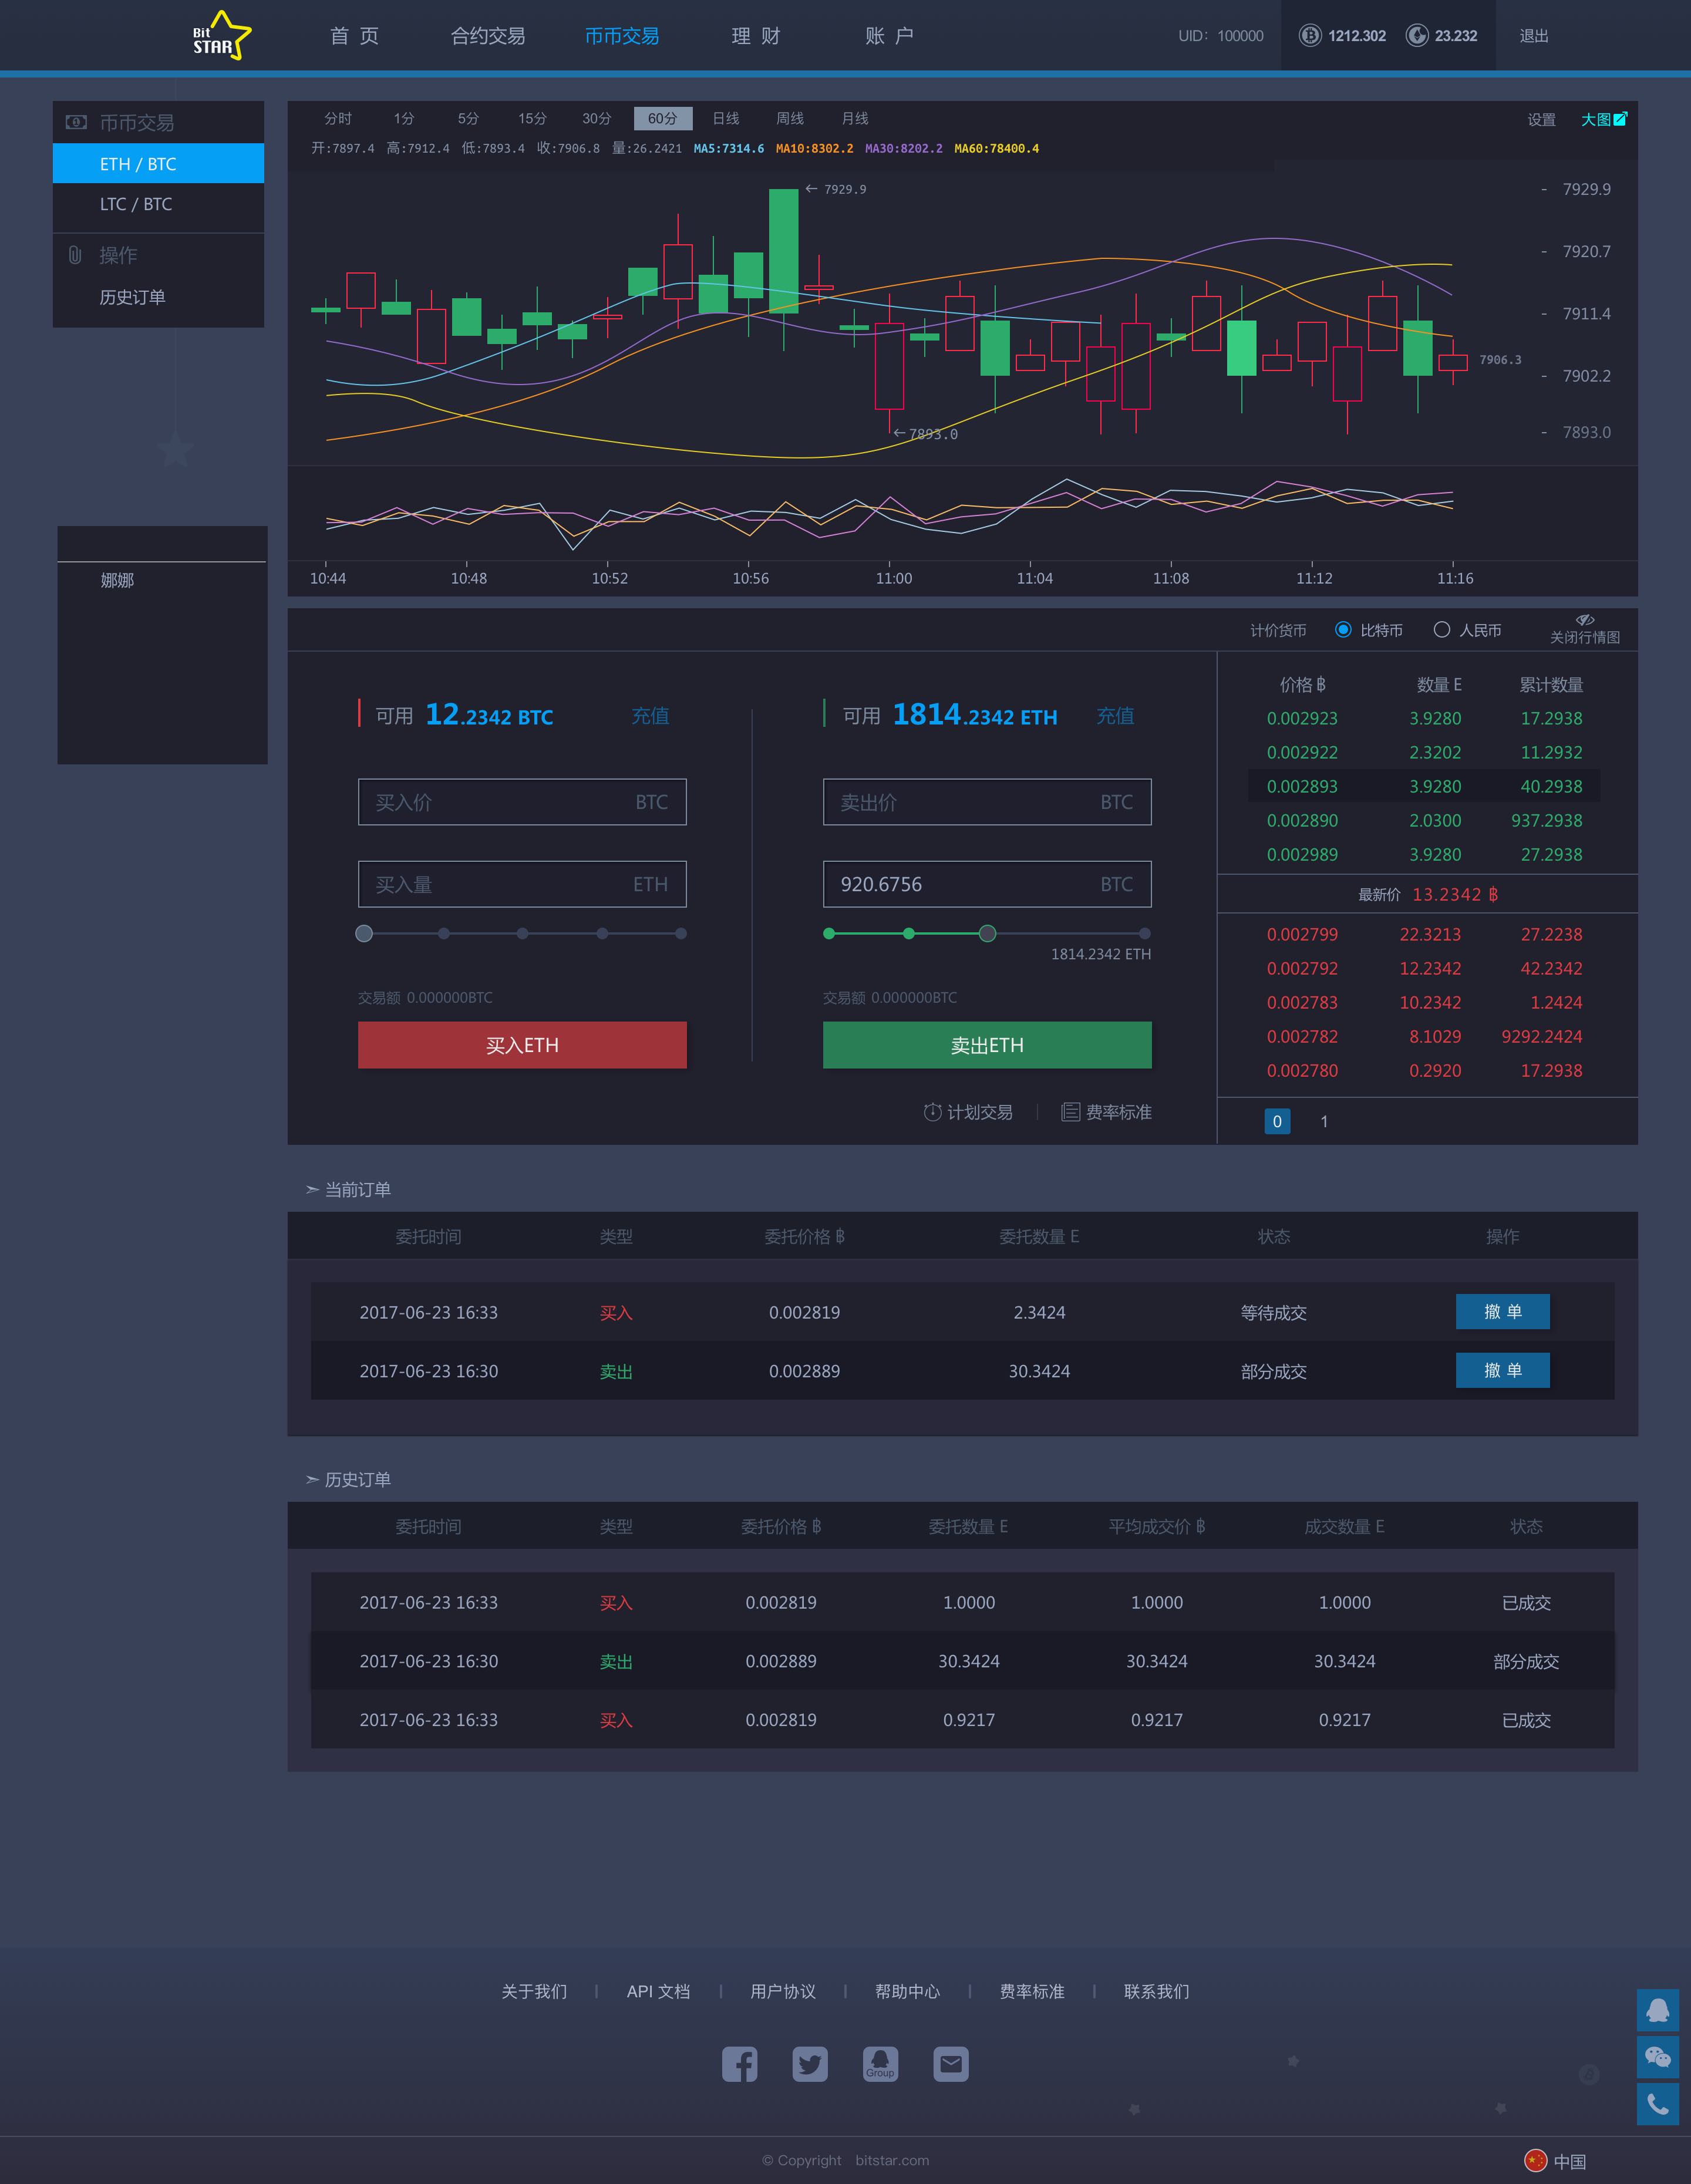 Bit
STAR
首 页 合约交易 币币交易 理 财 账 户 UID: 100000 1212.302 23.232 退出
币币交易
ETH / BTC
LTC / BTC
操作
历史订单
娜娜
分时 1分 5分 15分 30分 60分 日线 周线 月线 设置 大图
开:7897.4 高:7912.4 低:7893.4 收:7906.8 量:26.2421 MA5:7314.6 MA10:8302.2 MA30:8202.2 MA60:78400.4
← 7929.9
7929.9
7920.7
7911.4
7906.3
7902.2
←7893.0
7893.0
10:44 10:48 10:52 10:56 11:00 11:04 11:08 11:12 11:16
计价货币 比特币 人民币 关闭行情图
可用 12.2342 BTC 充值
买入价 BTC
买入量 ETH
交易额 0.000000BTC
买入ETH
可用 1814.2342 ETH 充值
卖出价 BTC
920.6756 BTC
1814.2342 ETH
交易额 0.000000BTC
卖出ETH
计划交易 费率标准
价格 ฿ 数量 E 累计数量
0.002923 3.9280 17.2938
0.002922 2.3202 11.2932
0.002893 3.9280 40.2938
0.002890 2.0300 937.2938
0.002989 3.9280 27.2938
最新价 13.2342 ฿
0.002799 22.3213 27.2238
0.002792 12.2342 42.2342
0.002783 10.2342 1.2424
0.002782 8.1029 9292.2424
0.002780 0.2920 17.2938
0 1
➣ 当前订单
委托时间 类型 委托价格 ฿ 委托数量 E 状态 操作
2017-06-23 16:33 买入 0.002819 2.3424 等待成交 撤 单
2017-06-23 16:30 卖出 0.002889 30.3424 部分成交 撤 单
➣ 历史订单
委托时间 类型 委托价格 ฿ 委托数量 E 平均成交价 ฿ 成交数量 E 状态
2017-06-23 16:33 买入 0.002819 1.0000 1.0000 1.0000 已成交
2017-06-23 16:30 卖出 0.002889 30.3424 30.3424 30.3424 部分成交
2017-06-23 16:33 买入 0.002819 0.9217 0.9217 0.9217 已成交
关于我们 | API 文档 | 用户协议 | 帮助中心 | 费率标准 | 联系我们
Group
© Copyright bitstar.com
中国